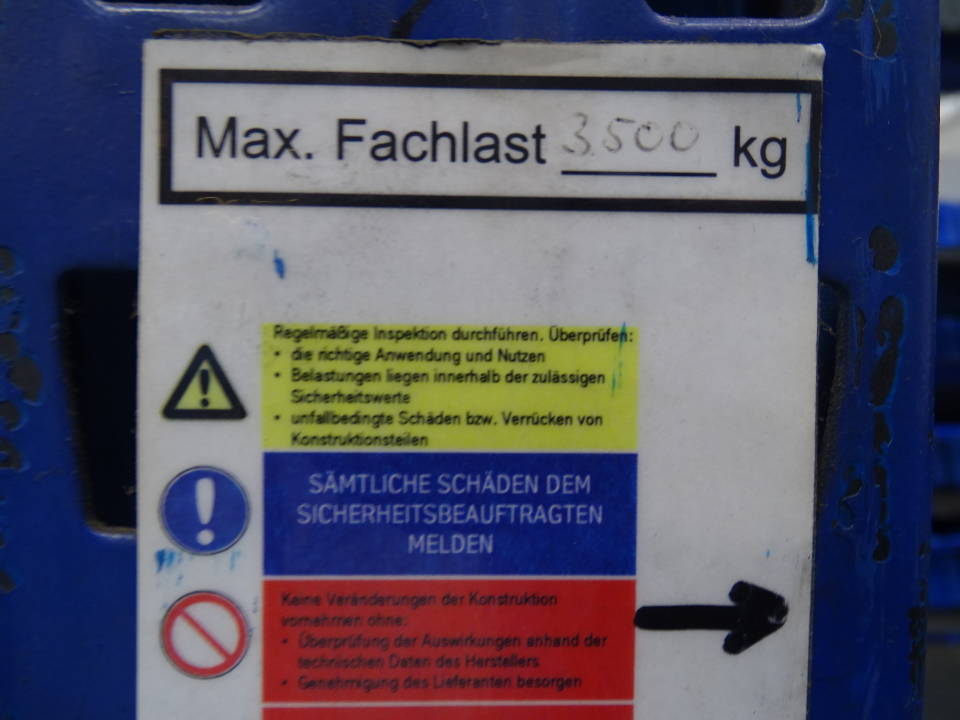 Max. Fachlast 3500 kg
Regelmäßige Inspektion durchführen. Überprüfen:
• die richtige Anwendung und Nutzen
• Belastungen liegen innerhalb der zulässigen
Sicherheitswerte
• unfallbedingte Schäden bzw. Verrücken von
Konstruktionsteilen
SÄMTLICHE SCHÄDEN DEM
SICHERHEITSBEAUFTRAGTEN
MELDEN
Keine Veränderungen der Konstruktion
vornehmen ohne:
• Überprüfung der Auswirkungen anhand der
technischen Daten des Herstellers
• Genehmigung des Lieferanten besorgen